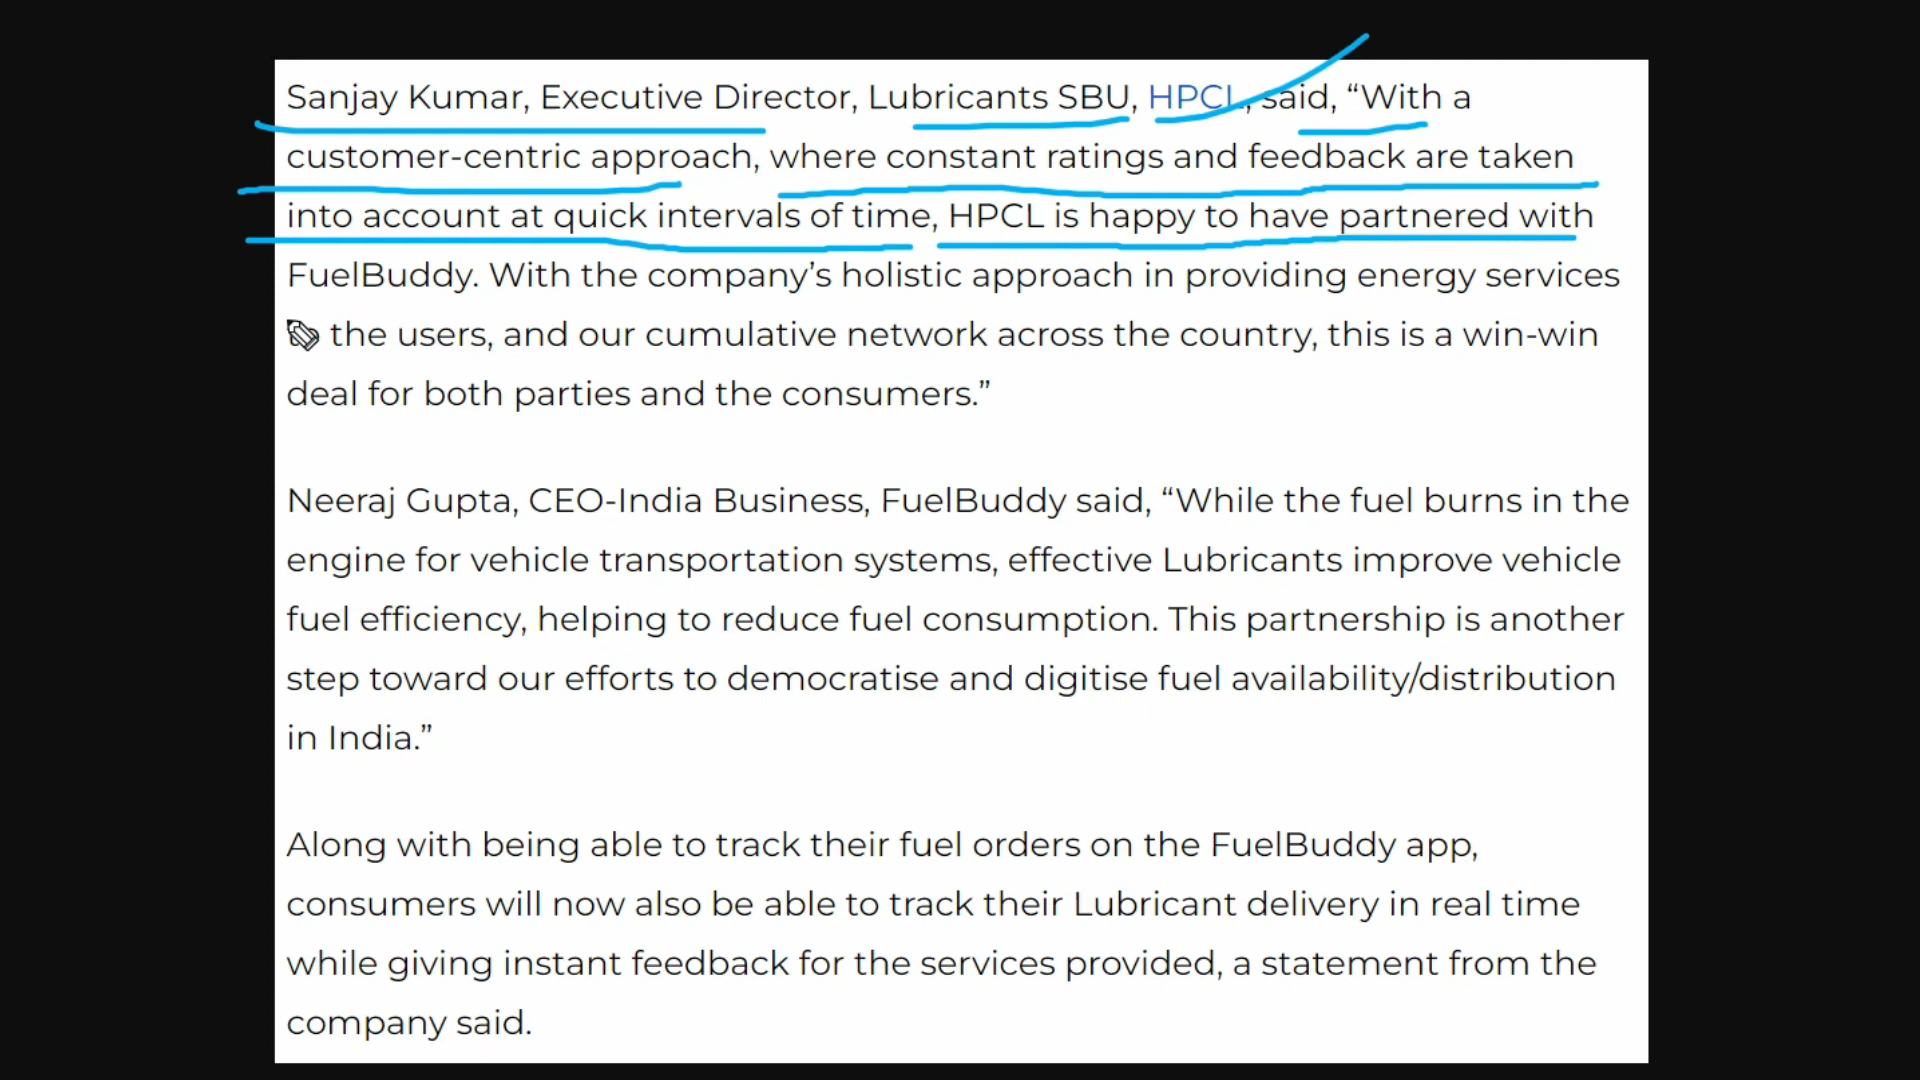 Sanjay Kumar, Executive Director, Lubricants SBU, HPCL, said, “With a
customer-centric approach, where constant ratings and feedback are taken
into account at quick intervals of time, HPCL is happy to have partnered with
FuelBuddy. With the company’s holistic approach in providing energy services
the users, and our cumulative network across the country, this is a win-win
deal for both parties and the consumers.”
Neeraj Gupta, CEO-India Business, FuelBuddy said, “While the fuel burns in the
engine for vehicle transportation systems, effective Lubricants improve vehicle
fuel efficiency, helping to reduce fuel consumption. This partnership is another
step toward our efforts to democratise and digitise fuel availability/distribution
in India.”
Along with being able to track their fuel orders on the FuelBuddy app,
consumers will now also be able to track their Lubricant delivery in real time
while giving instant feedback for the services provided, a statement from the
company said.